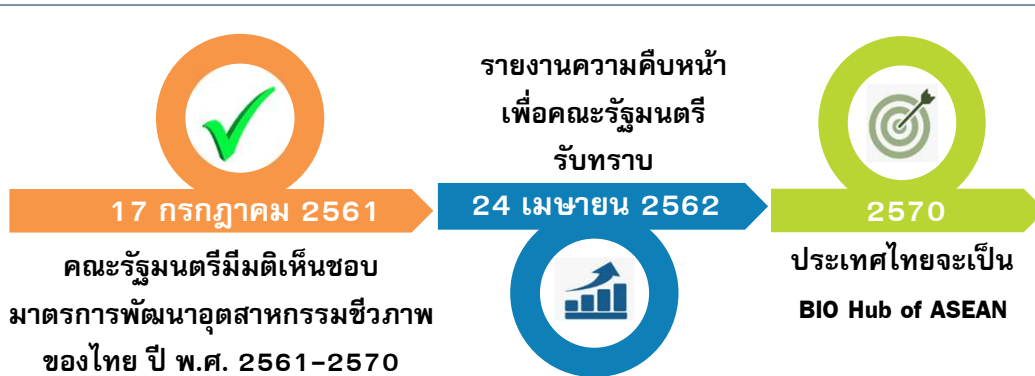 17 กรกฎาคม 2561
คณะรัฐมนตรีมีมติเห็นชอบ
มาตรการพัฒนาอุตสาหกรรมชีวภาพ
ของไทย ปี พ.ศ. 2561-2570
รายงานความคืบหน้า
เพื่อคณะรัฐมนตรี
รับทราบ
24 เมษายน 2562
2570
ประเทศไทยจะเป็น
BIO Hub of ASEAN